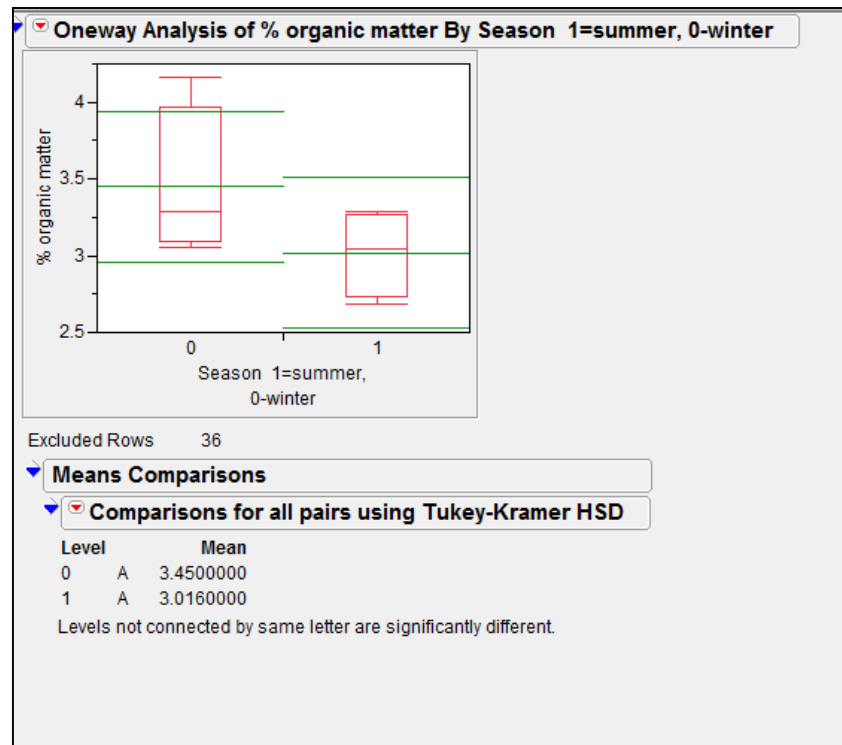 Oneway Analysis of % organic matter By Season 1=summer, 0-winter
% organic matter
4
3.5
3
2.5
0 1
Season 1=summer,
0-winter
Excluded Rows 36
Means Comparisons
Comparisons for all pairs using Tukey-Kramer HSD
Level Mean
0 A 3.4500000
1 A 3.0160000
Levels not connected by same letter are significantly different.